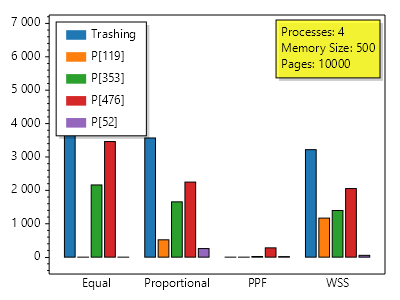 7 000
6 000
5 000
4 000
3 000
2 000
1 000
0
Trashing
P[119]
P[353]
P[476]
P[52]
Processes: 4
Memory Size: 500
Pages: 10000
Equal
Proportional
PPF
WSS